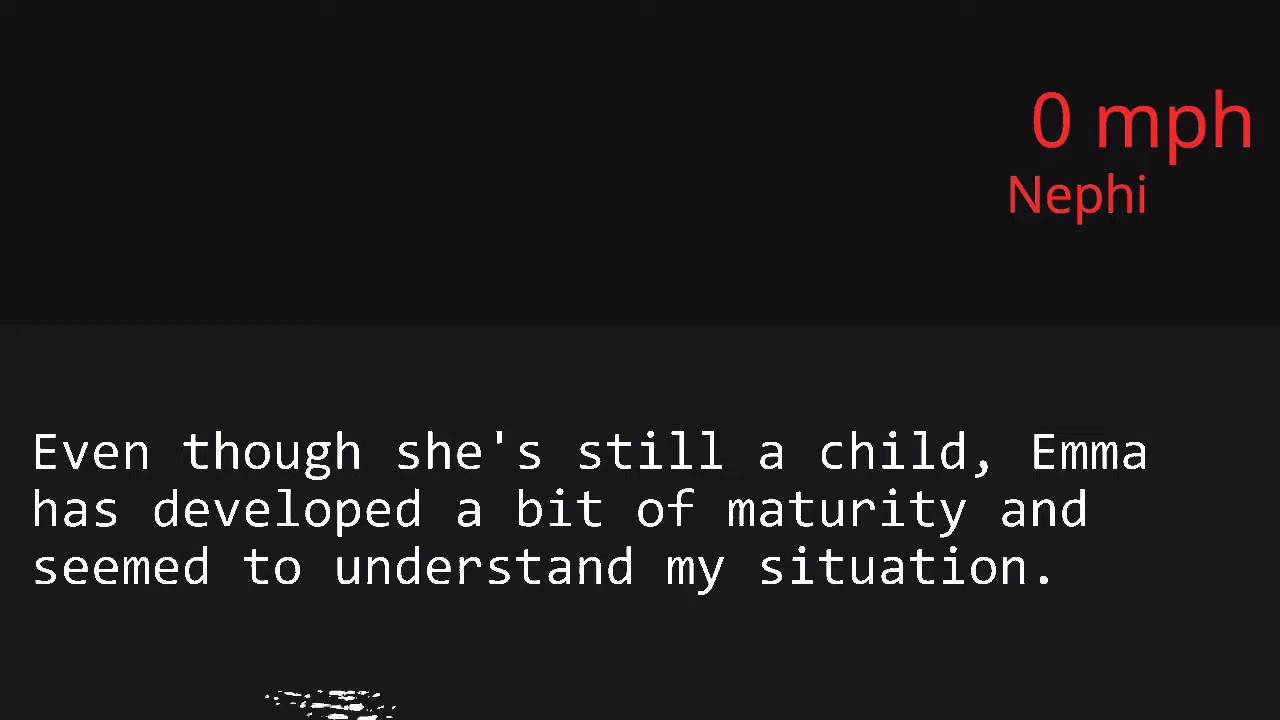 0 mph
Nephi
Even though she's still a child, Emma
has developed a bit of maturity and
seemed to understand my situation.